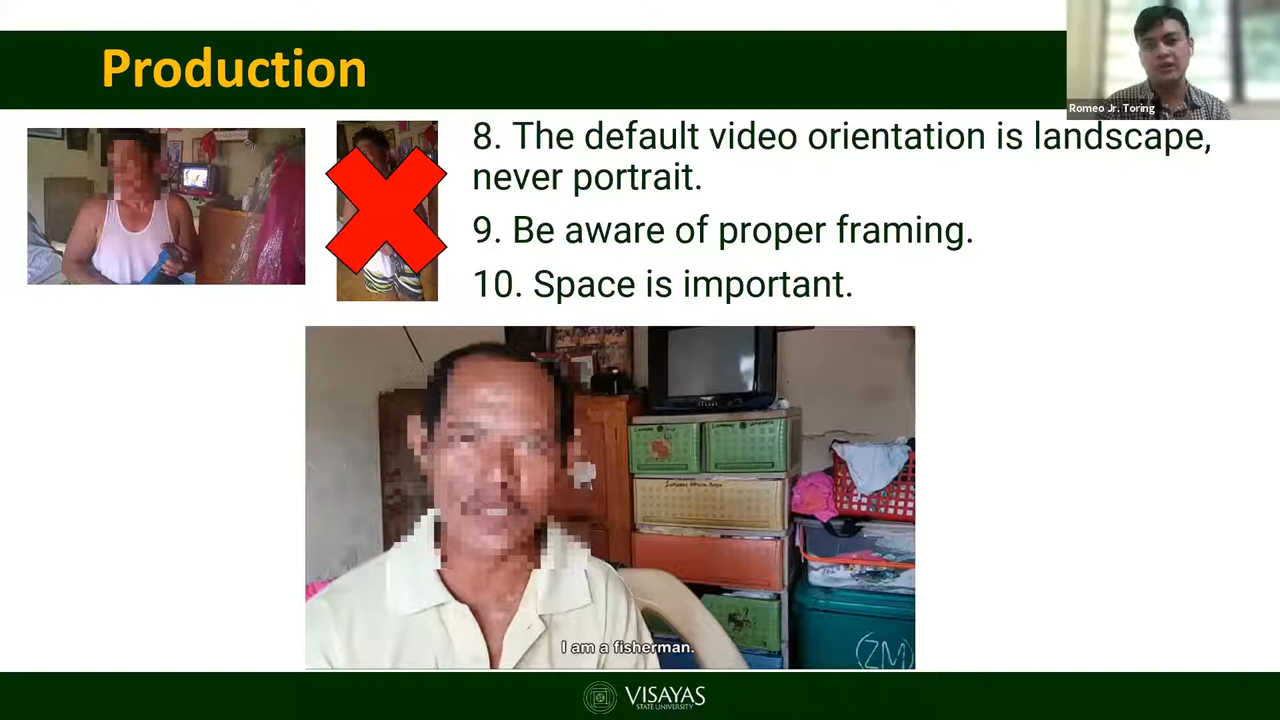 Production
Romeo Jr. Toring
8. The default video orientation is landscape,
never portrait.
9. Be aware of proper framing.
10. Space is important.
I am a fisherman.
ZM
VISAYAS
STATE UNIVERSITY